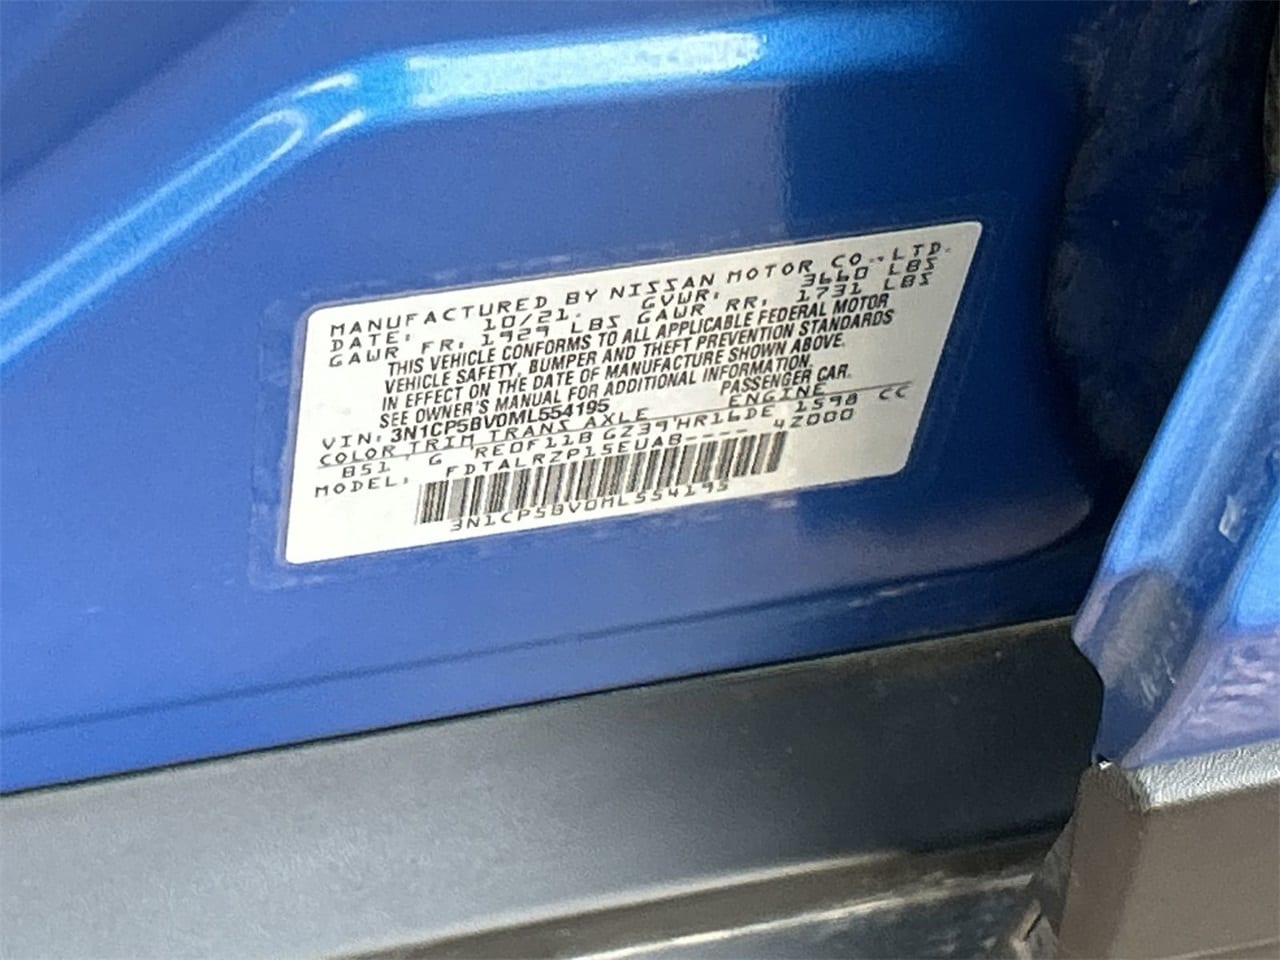 MANUFACTURED BY NISSAN MOTOR CO., LTD.
DATE: 10/21. GVWR: 3660 LBS
GAWR FR: 1929 LBS GAWR RR: 1731 LBS
THIS VEHICLE CONFORMS TO ALL APPLICABLE FEDERAL MOTOR
VEHICLE SAFETY, BUMPER AND THEFT PREVENTION STANDARDS
IN EFFECT ON THE DATE OF MANUFACTURE SHOWN ABOVE.
SEE OWNER'S MANUAL FOR ADDITIONAL INFORMATION.
VIN: 3N1CP5BV0ML554195 PASSENGER CAR.
COLOR TRIM TRANS AXLE ENGINE
B51 G RE0F11B GZ39 HR16DE 1598 CC
MODEL: FDTALRZP15EUAB---- 4Z000
3N1CP5BV0ML554195